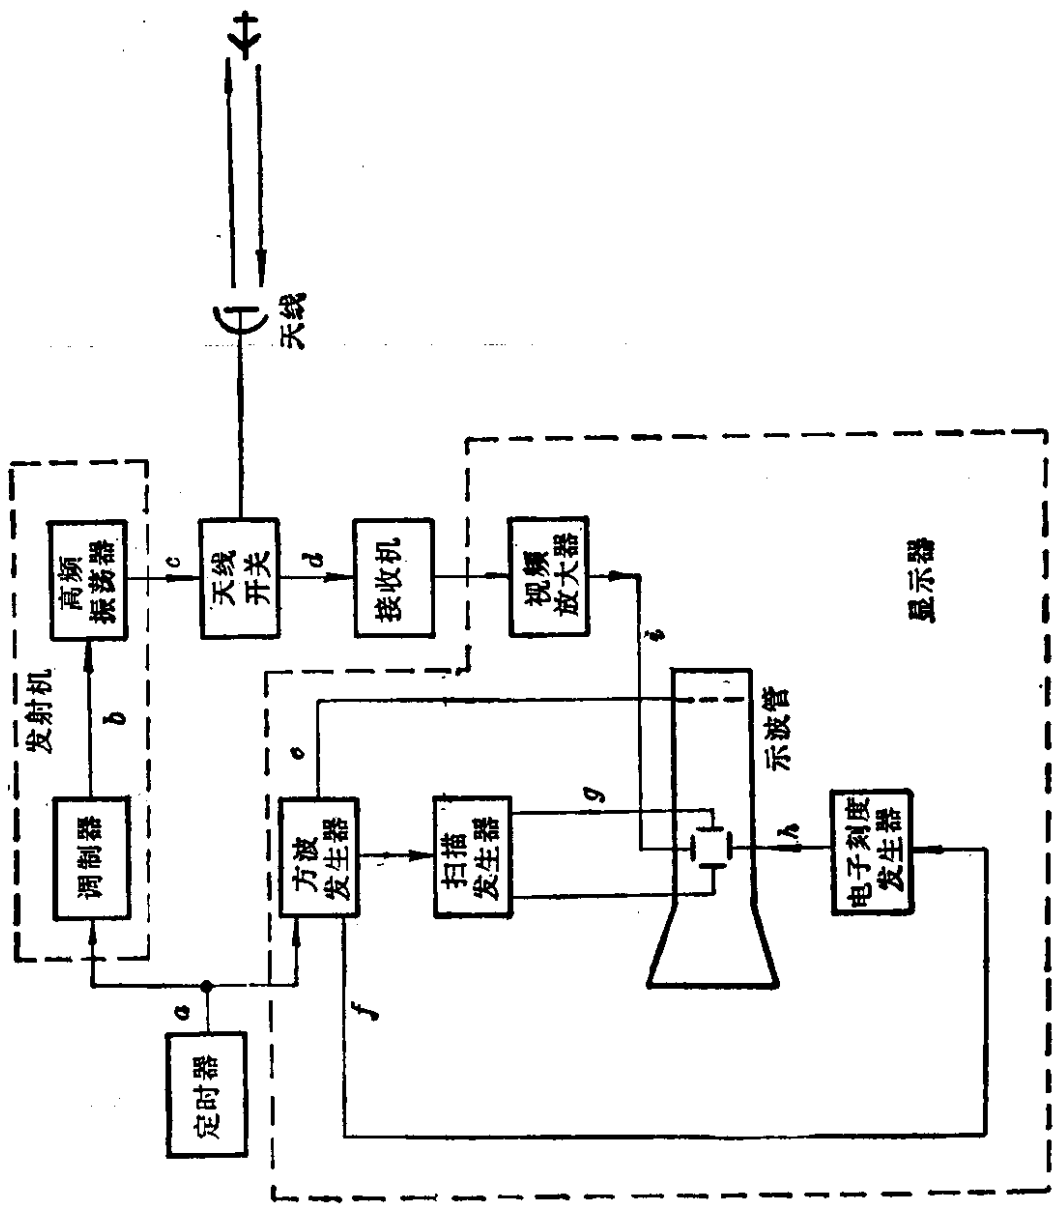 发射机
调制器
b
高频
振荡器
c
定时器
a
天线
开关
天线
d
接收机
方波
发生器
e
f
扫描
发生器
g
视频
放大器
i
示波管
h
电子刻度
发生器
显示器